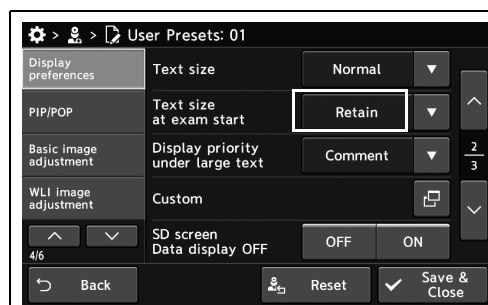 > > User Presets: 01
Display
preferences
Text size
Normal
PIP/POP
Text size
at exam start
Retain
Basic image
adjustment
Display priority
under large text
Comment
2
3
WLI image
adjustment
Custom
4/6
SD screen
Data display OFF
OFF
ON
Back
Reset
Save &
Close